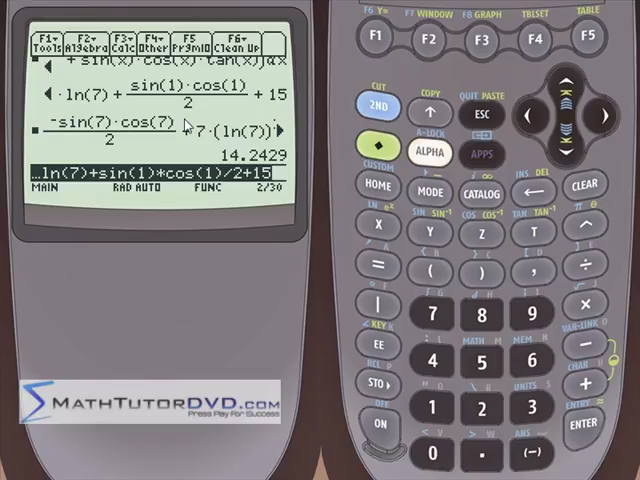 F1▾ F2▾ F3▾ F4▾ F5 F6▾
Tools Algebra Calc Other PrgmIO Clean Up
+ sin(x)·cos(x)·tan(x))dx
·ln(7) + sin(1)·cos(1)/2 + 15
-sin(7)·cos(7)/2 + 7·(ln(7))
14.2429
…ln(7)+sin(1)*cos(1)/2+15
MAIN RAD AUTO FUNC 2/30
MATHTUTORDVD.COM
Press Play For Success
F6 Y= F7 WINDOW F8 GRAPH TBLSET TABLE
F1 F2 F3 F4 F5
CUT COPY QUIT PASTE
2ND ↑ ESC
A-LOCK
◆ ALPHA APPS
CUSTOM INS DEL
HOME MODE CATALOG ← CLEAR
LN eˣ SIN SIN⁻¹ COS COS⁻¹ TAN TAN⁻¹ π θ
X Y Z T ^
= ( ) , ÷
| 7 8 9 ×
∠ KEY K MATH M MEM N VAR-LINK O
EE 4 5 6 −
RCL P UNITS S CHAR U
STO▸ 1 2 3 +
OFF < V > W ANS ENTRY
ON 0 . (−) ENTER